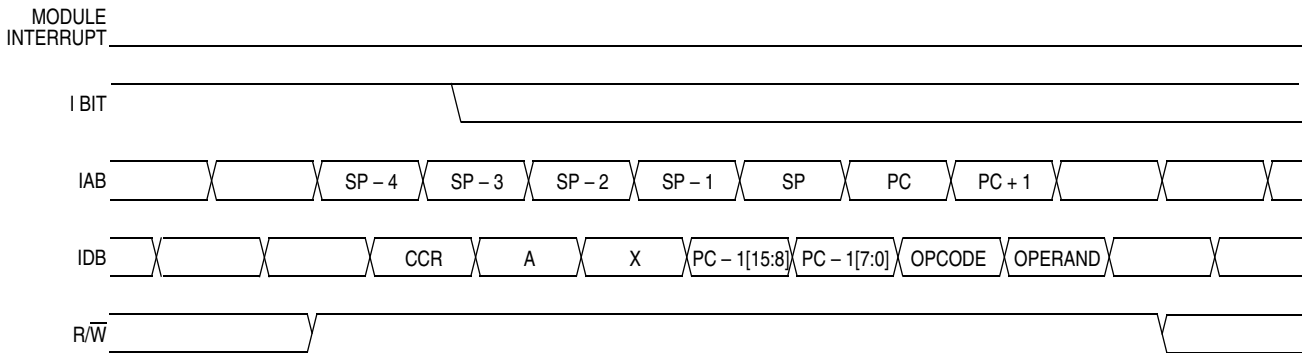 MODULE
INTERRUPT
I BIT
IAB SP – 4 SP – 3 SP – 2 SP – 1 SP PC PC + 1
IDB CCR A X PC – 1[15:8] PC – 1[7:0] OPCODE OPERAND
R/W̅